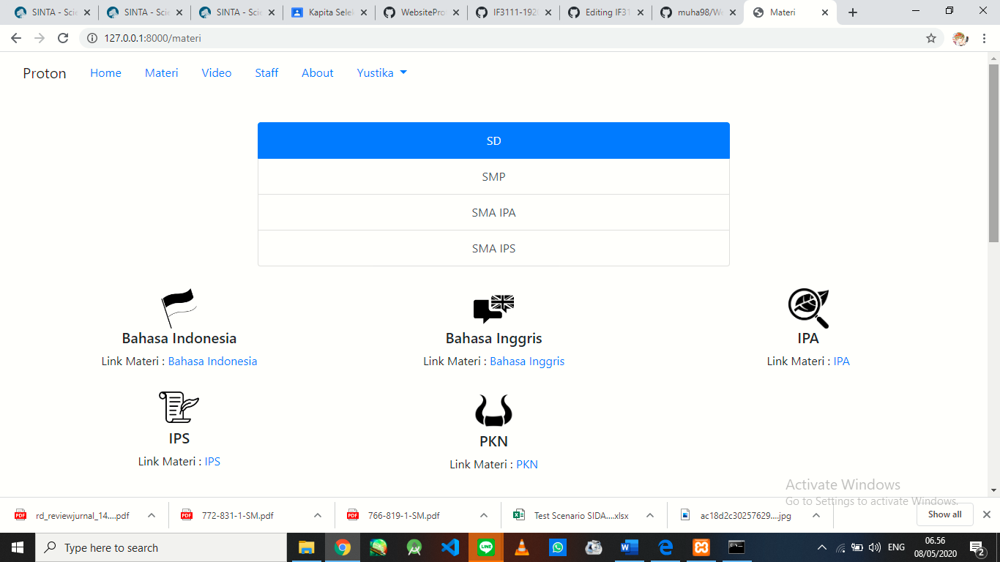 SINTA - Scie
SINTA - Scie
SINTA - Scie
Kapita Sele
WebsitePro
IF3111-192
Editing IF31
muha98/We
Materi
127.0.0.1:8000/materi
Proton Home Materi Video Staff About Yustika
SD
SMP
SMA IPA
SMA IPS
Bahasa Indonesia
Link Materi : Bahasa Indonesia
Bahasa Inggris
Link Materi : Bahasa Inggris
IPA
Link Materi : IPA
IPS
Link Materi : IPS
PKN
Link Materi : PKN
Activate Windows
Go to Settings to activate Windows.
rd_reviewjurnal_14....pdf
772-831-1-SM.pdf
766-819-1-SM.pdf
Test Scenario SIDA....xlsx
ac18d2c30257629....jpg
Show all
Type here to search
ENG
06.56
08/05/2020
2